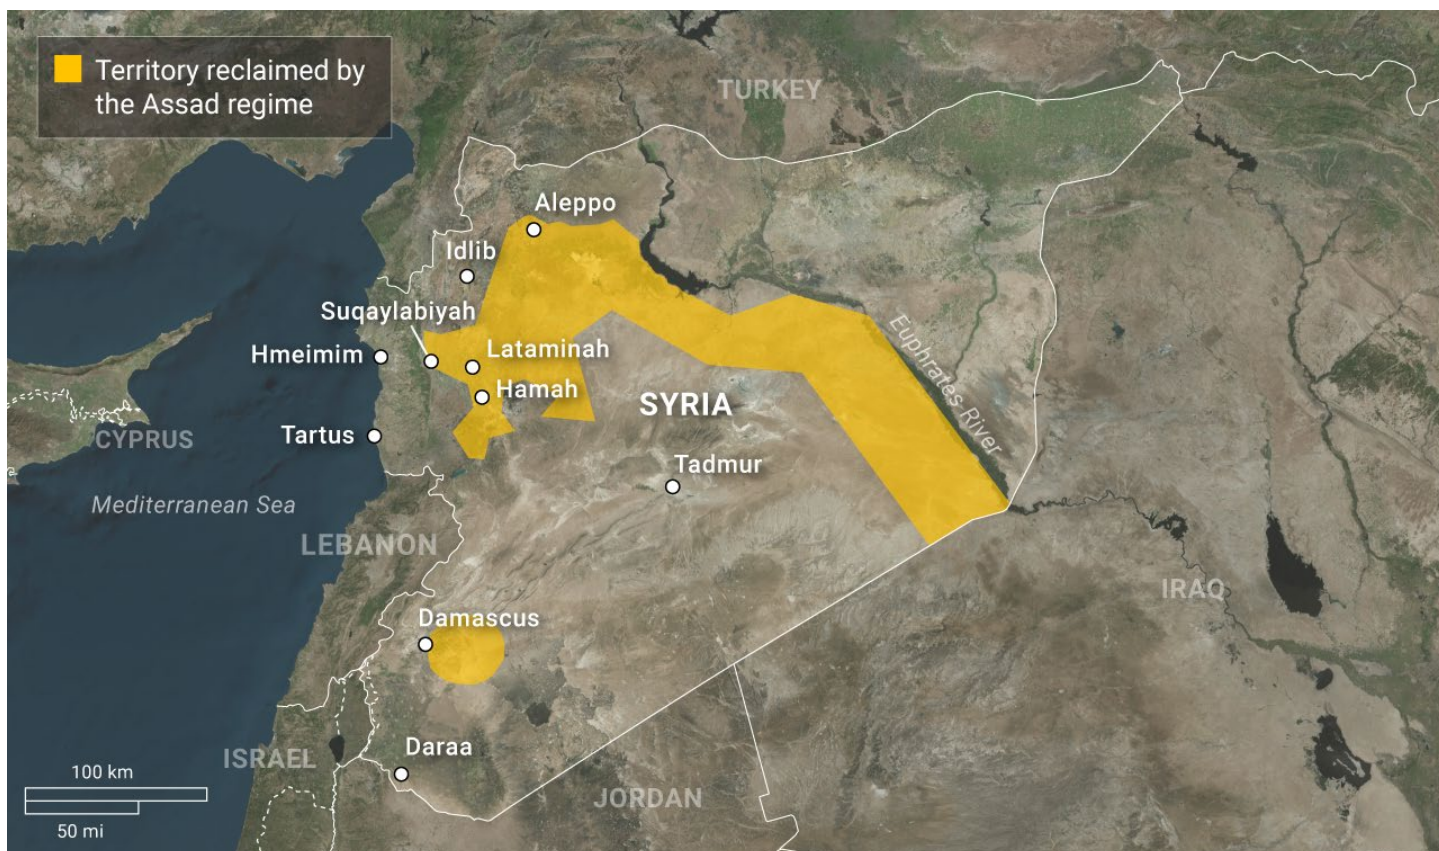 Territory reclaimed by
the Assad regime
TURKEY
Aleppo
Idlib
Suqaylabiyah
Hmeimim
Lataminah
Hamah
Euphrates River
SYRIA
CYPRUS
Tartus
Tadmur
Mediterranean Sea
LEBANON
IRAQ
Damascus
Daraa
ISRAEL
JORDAN
100 km
50 mi